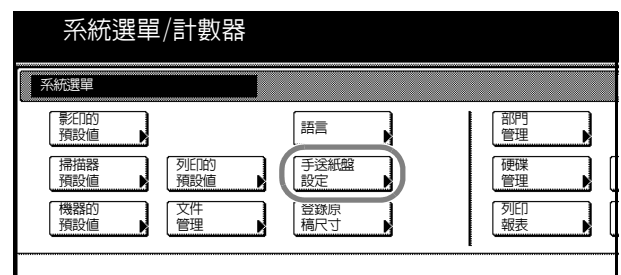 系統選單/計數器
系統選單
影印的
預設值
語言
部門
管理
掃描器
預設值
列印的
預設值
手送紙盤
設定
硬碟
管理
機器的
預設值
文件
管理
登錄原
稿尺寸
列印
報表